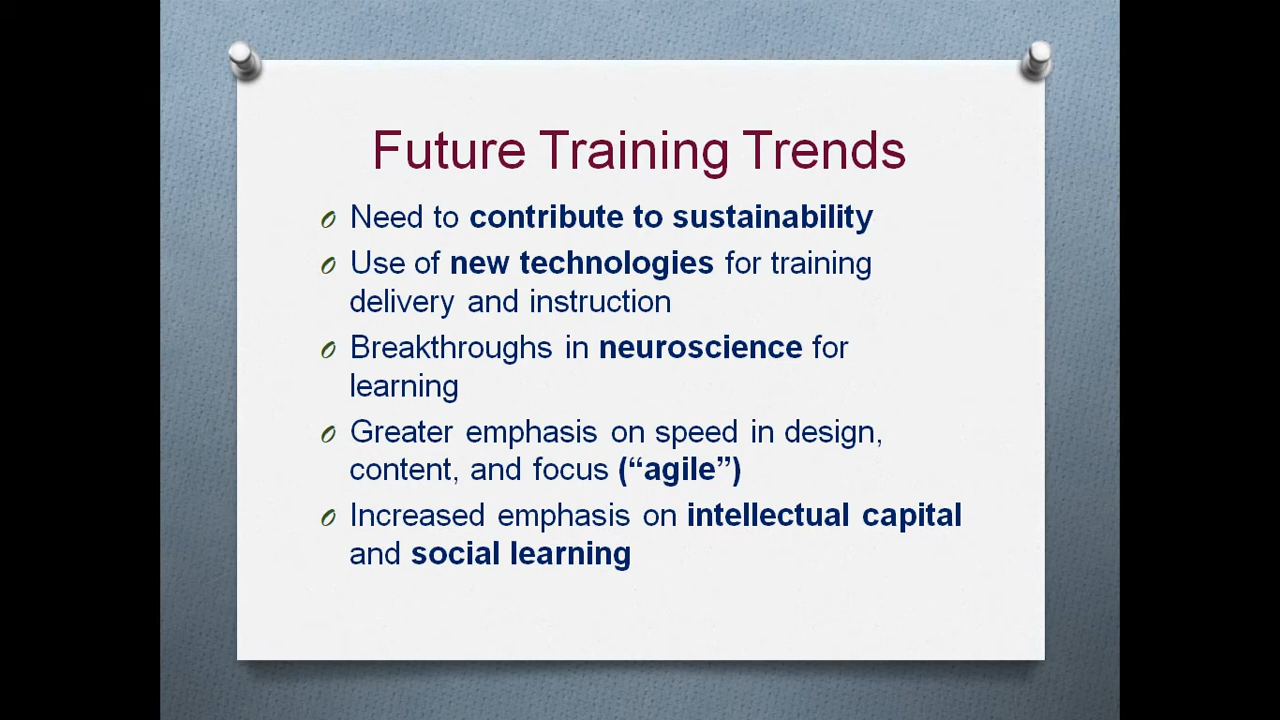 Future Training Trends
Need to contribute to sustainability
Use of new technologies for training
delivery and instruction
Breakthroughs in neuroscience for
learning
Greater emphasis on speed in design,
content, and focus (“agile”)
Increased emphasis on intellectual capital
and social learning